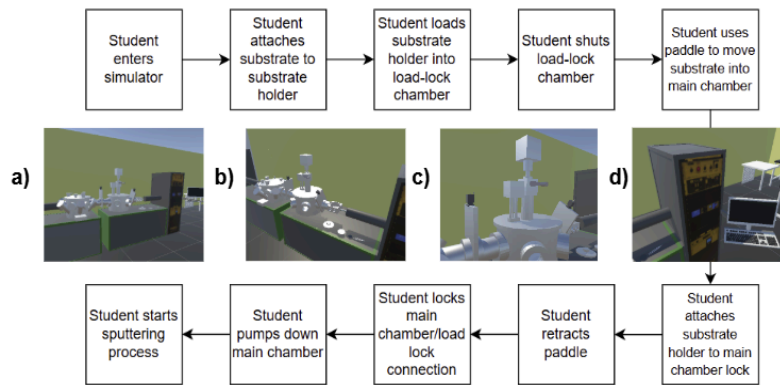 Student
enters
simulator
Student
attaches
substrate to
substrate
holder
Student loads
substrate
holder into
load-lock
chamber
Student shuts
load-lock
chamber
Student uses
paddle to move
substrate into
main chamber
a)
b)
c)
d)
Student starts
sputtering
process
Student
pumps down
main chamber
Student locks
main
chamber/load
lock
connection
Student
retracts
paddle
Student
attaches
substrate
holder to main
chamber lock